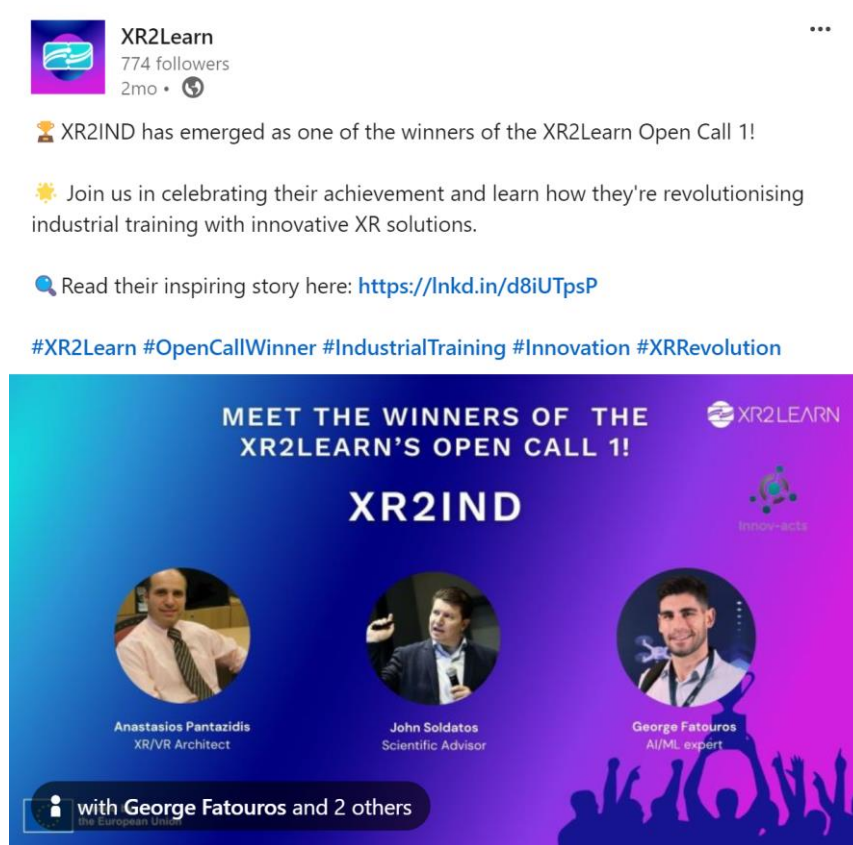 XR2Learn
774 followers
2mo •
🏆 XR2IND has emerged as one of the winners of the XR2Learn Open Call 1!
🌟 Join us in celebrating their achievement and learn how they're revolutionising
industrial training with innovative XR solutions.
🔍 Read their inspiring story here: https://lnkd.in/d8iUTpsP
#XR2Learn #OpenCallWinner #IndustrialTraining #Innovation #XRRevolution
MEET THE WINNERS OF THE
XR2LEARN'S OPEN CALL 1!
XR2LEARN
XR2IND
Innov-acts
Anastasios Pantazidis
XR/VR Architect
John Soldatos
Scientific Advisor
George Fatouros
AI/ML expert
with George Fatouros and 2 others
the European Union